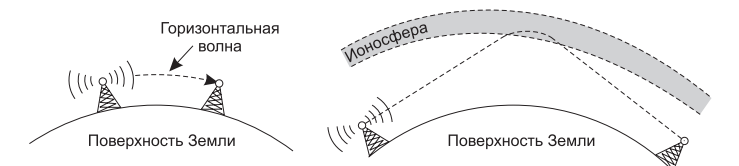 Горизонтальная
волна
Поверхность Земли
Ионосфера
Поверхность Земли